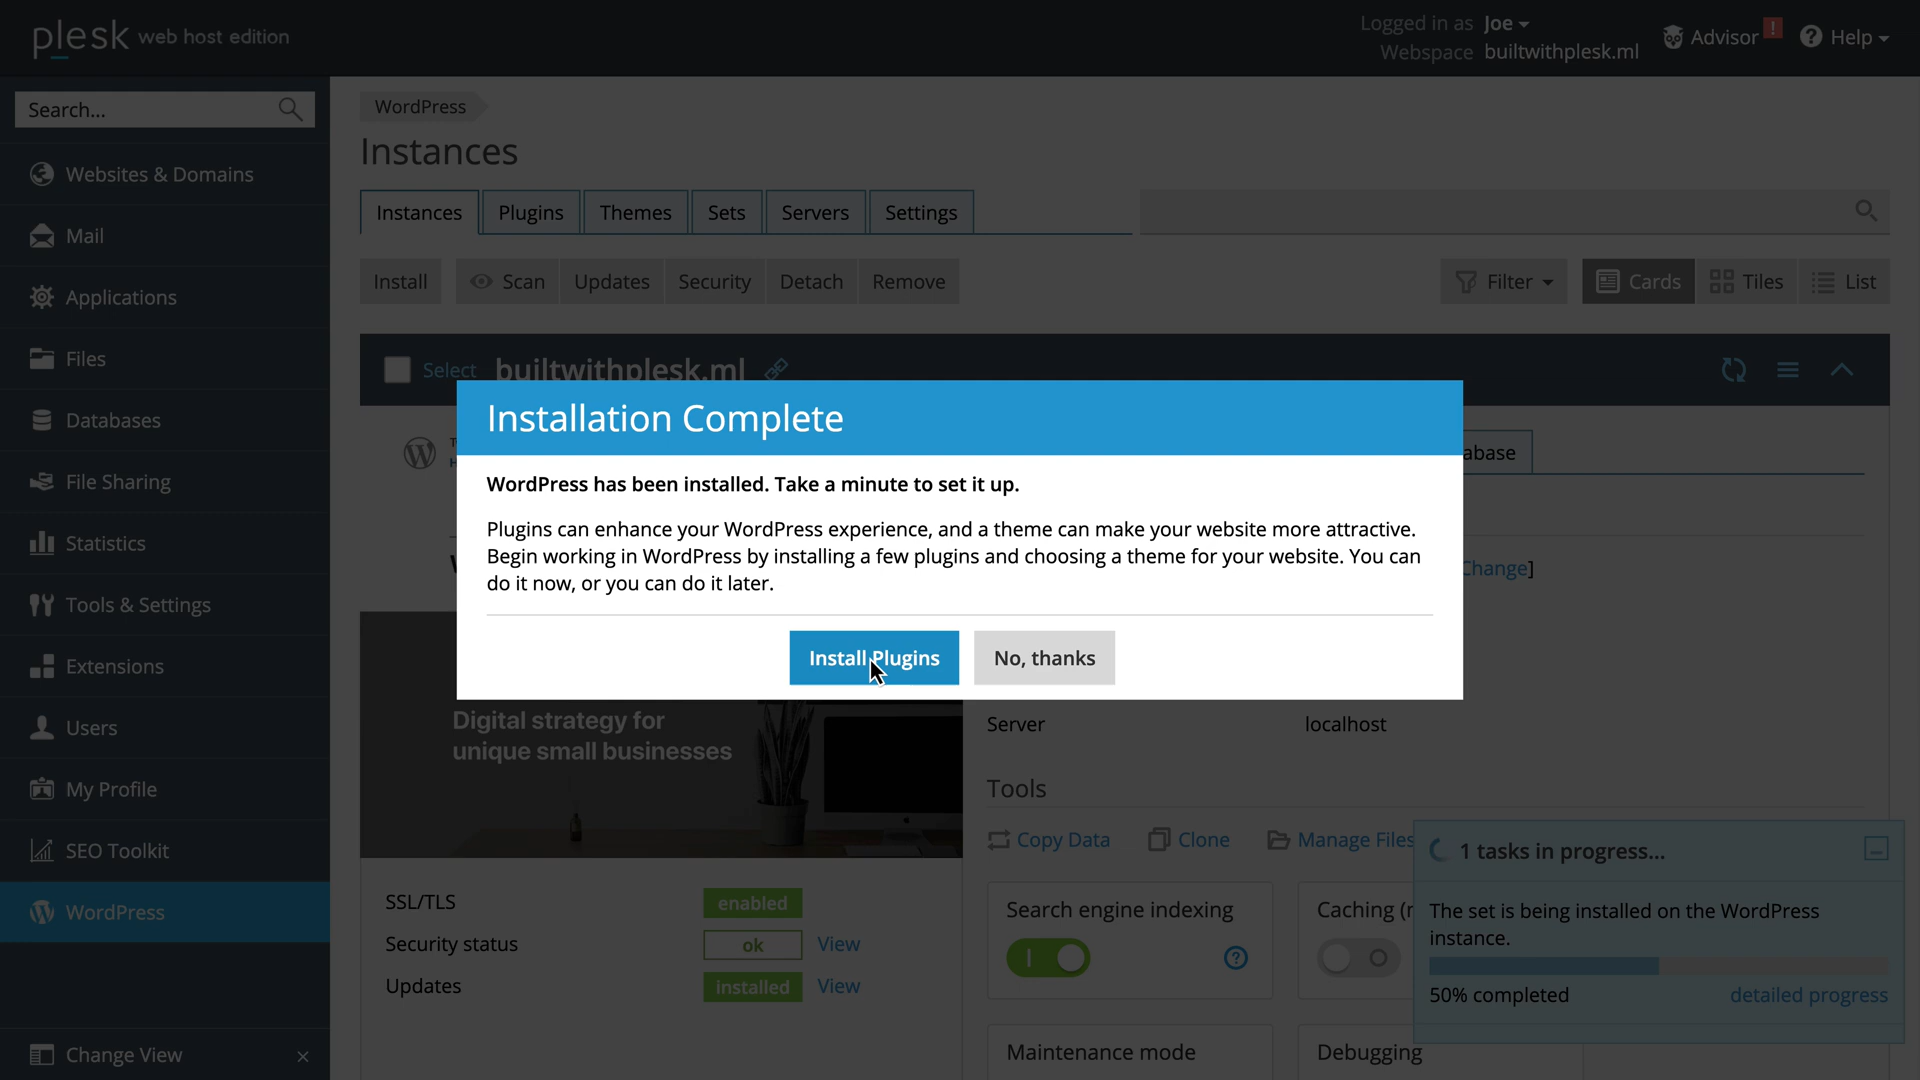 plesk web host edition
Logged in as Joe
Webspace builtwithplesk.ml
Advisor !
? Help
Search...
Websites & Domains
Mail
Applications
Files
Databases
File Sharing
Statistics
Tools & Settings
Extensions
Users
My Profile
SEO Toolkit
WordPress
Change View ×
WordPress
Instances
Instances Plugins Themes Sets Servers Settings
Install Scan Updates Security Detach Remove
Filter Cards Tiles List
Select builtwithplesk.ml
Installation Complete
WordPress has been installed. Take a minute to set it up.
Plugins can enhance your WordPress experience, and a theme can make your website more attractive.
Begin working in WordPress by installing a few plugins and choosing a theme for your website. You can
do it now, or you can do it later.
Install Plugins No, thanks
Change]
Digital strategy for
unique small businesses
SSL/TLS enabled
Security status ok View
Updates installed View
Server localhost
Tools
Copy Data Clone Manage Files
Search engine indexing
?
Caching
Maintenance mode
Debugging
1 tasks in progress...
The set is being installed on the WordPress
instance.
50% completed detailed progress